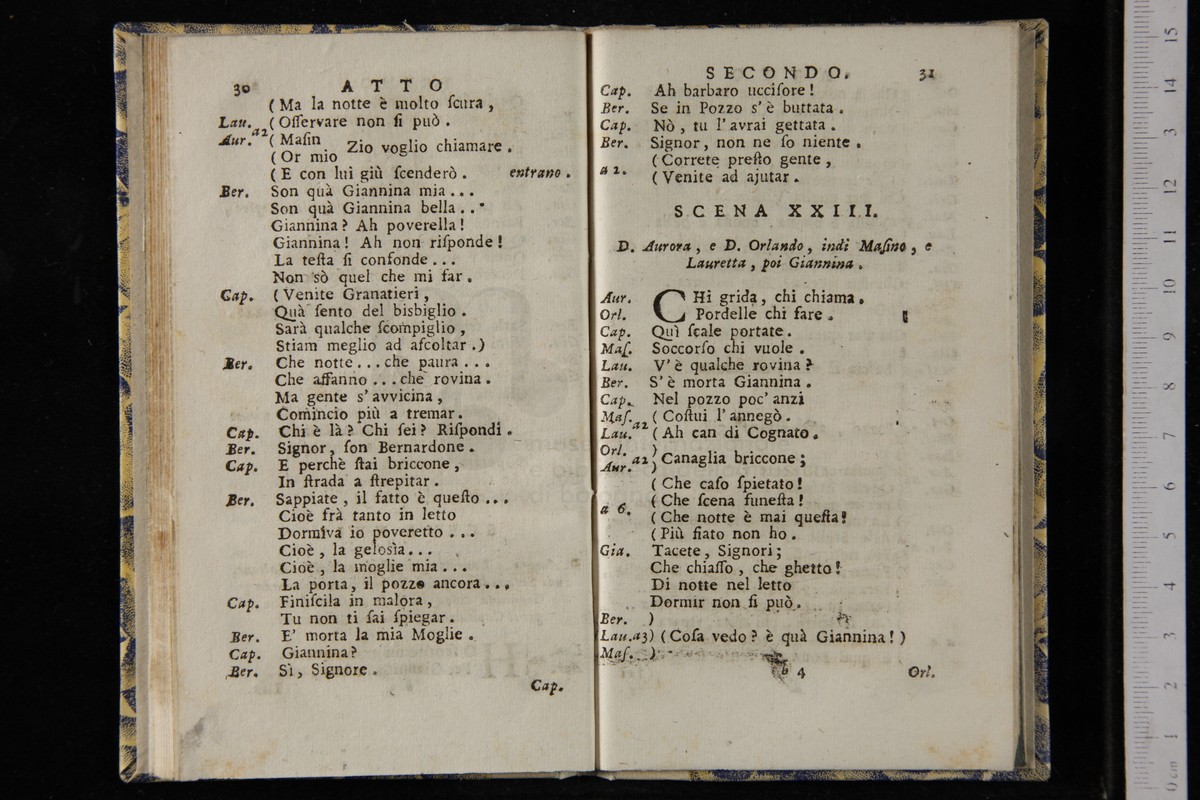 30 ATTO
(Ma la notte è molto ſcura ,
Lau. (Oſſervare non ſi può .
a2
Aur. (Maſin
(Or mio Zio voglio chiamare .
(E con lui giù ſcenderò . entrano .
Ber. Son quà Giannina mia ...
Son quà Giannina bella ...
Giannina? Ah poverella!
Giannina! Ah non riſponde!
La teſta ſi confonde ...
Non sò quel che mi far .
Cap. (Venite Granatieri ,
Quà ſento del bisbiglio .
Sarà qualche ſcompiglio ,
Stiam meglio ad aſcoltar .)
Ber. Che notte ... che paura ...
Che affanno ... che rovina .
Ma gente s' avvicina ,
Comincio più a tremar .
Cap. Chi è là? Chi ſei? Riſpondi .
Ber. Signor, ſon Bernardone .
Cap. E perchè ſtai briccone ,
In ſtrada a ſtrepitar .
Ber. Sappiate , il fatto è queſto ...
Cioè frà tanto in letto
Dormiva io poveretto ...
Cioè , la gelosìa ...
Cioè , la moglie mia ...
La porta, il pozzo ancora ...
Cap. Finiſcila in malora ,
Tu non ti ſai ſpiegar .
Ber. E' morta la mia Moglie .
Cap. Giannina?
Ber. Sì, Signore .
Cap.
SECONDO. 31
Cap. Ah barbaro ucciſore!
Ber. Se in Pozzo s' è buttata .
Cap. Nò , tu l' avrai gettata .
Ber. Signor, non ne ſo niente .
(Correte preſto gente ,
a 2.
(Venite ad ajutar .
SCENA XXIII.
D. Aurora , e D. Orlando , indi Maſino , e
Lauretta , poi Giannina .
Aur. CHi grida, chi chiama .
Orl. Pordelle chi fare .
Cap. Quì ſcale portate .
Maſ. Soccorſo chi vuole .
Lau. V' è qualche rovina?
Ber. S' è morta Giannina .
Cap. Nel pozzo poc' anzi
Maſ. (Coſtui l' annegò .
a2
Lau. (Ah can di Cognato .
Orl. )
a2 Canaglia briccone ;
Aur. )
(Che caſo ſpietato!
(Che ſcena funeſta!
a 6.
(Che notte è mai queſta!
(Più fiato non ho .
Gia. Tacete, Signori ;
Che chiaſſo , che ghetto!
Di notte nel letto
Dormir non ſi può .
Ber. )
Lau.a3) (Coſa vedo? è quà Giannina!)
Maſ. )
b 4 Orl.